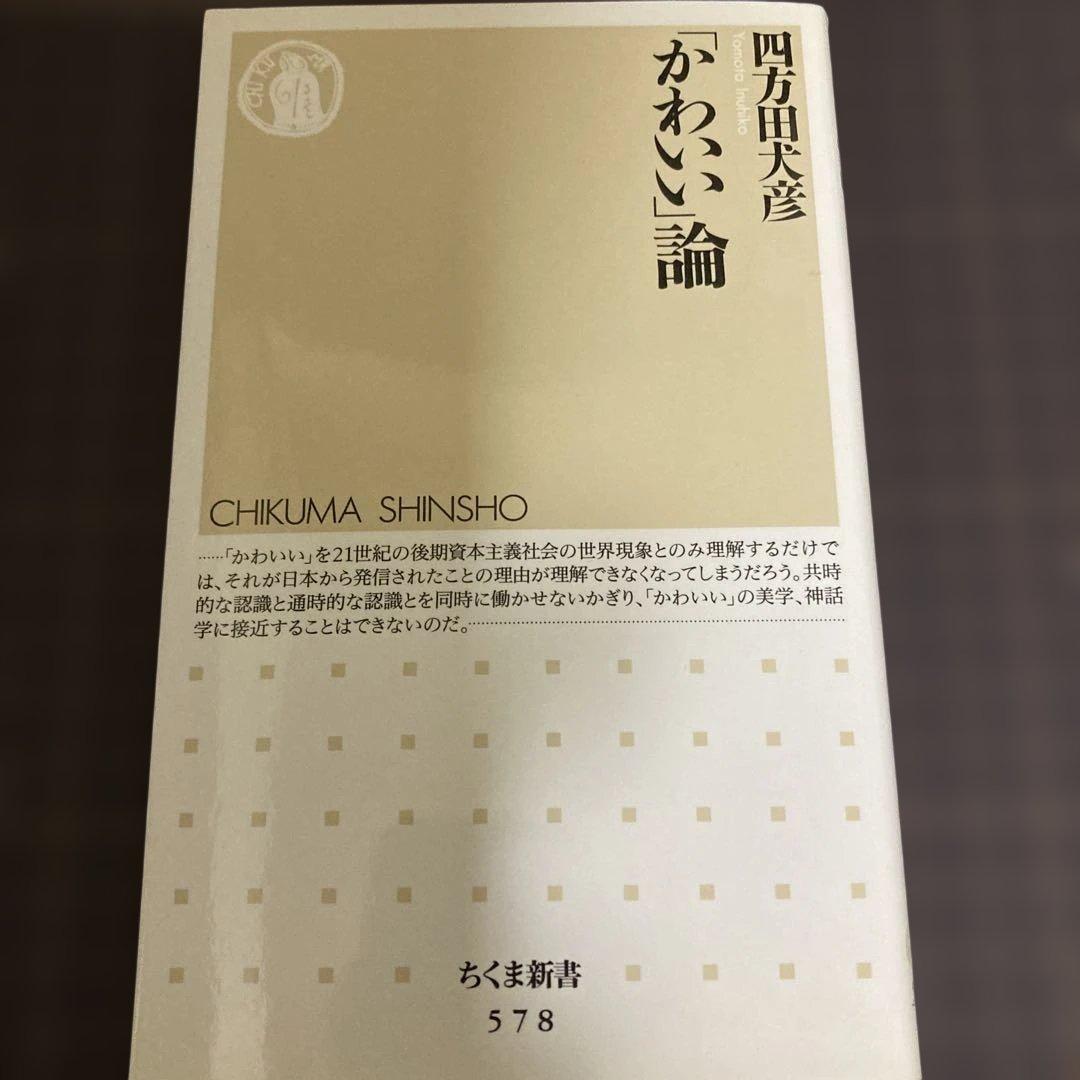 四方田犬彦
Yomota Inuhiko
「かわいい」論
CHIKUMA SHINSHO
……「かわいい」を21世紀の後期資本主義社会の世界現象とのみ理解するだけで
は、それが日本から発信されたことの理由が理解できなくなってしまうだろう。共時
的な認識と通時的な認識とを同時に働かせないかぎり、「かわいい」の美学、神話
学に接近することはできないのだ。……………………………………………………
ちくま新書
578